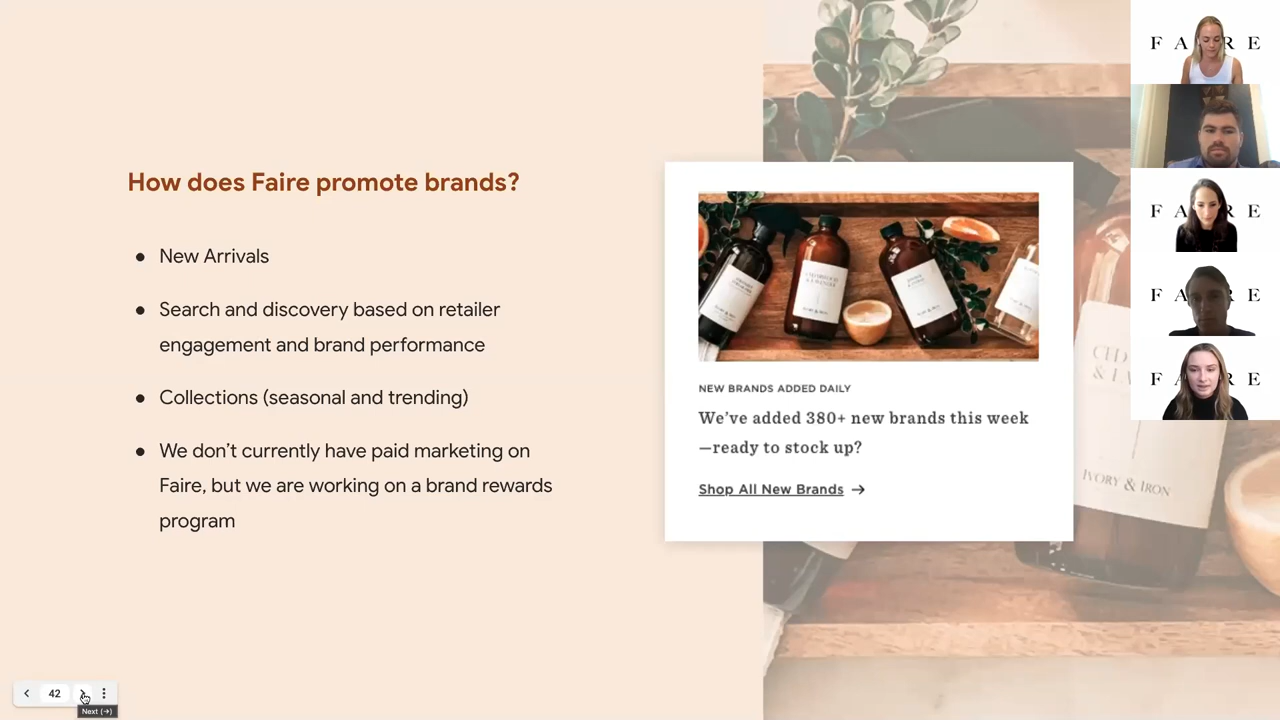 How does Faire promote brands?
● New Arrivals
● Search and discovery based on retailer
engagement and brand performance
● Collections (seasonal and trending)
● We don’t currently have paid marketing on
Faire, but we are working on a brand rewards
program
NEW BRANDS ADDED DAILY
We’ve added 380+ new brands this week
—ready to stock up?
Shop All New Brands →
IVORY & IRON
FAIRE
42
Next (→)